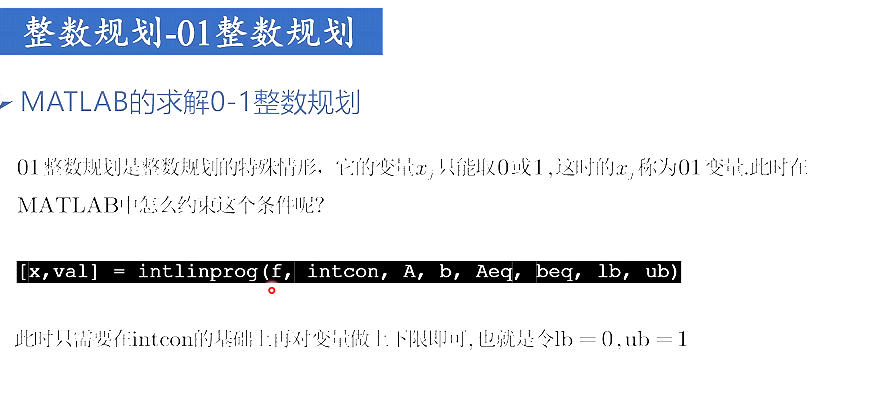 整数规划-01整数规划
MATLAB的求解0-1整数规划
01整数规划是整数规划的特殊情形，它的变量xⱼ只能取0或1,这时的xⱼ称为01变量.此时在
MATLAB中怎么约束这个条件呢?
[x,val] = intlinprog(f, intcon, A, b, Aeq, beq, lb, ub)
此时只需要在intcon的基础上再对变量做上下限即可,也就是令lb = 0,ub = 1